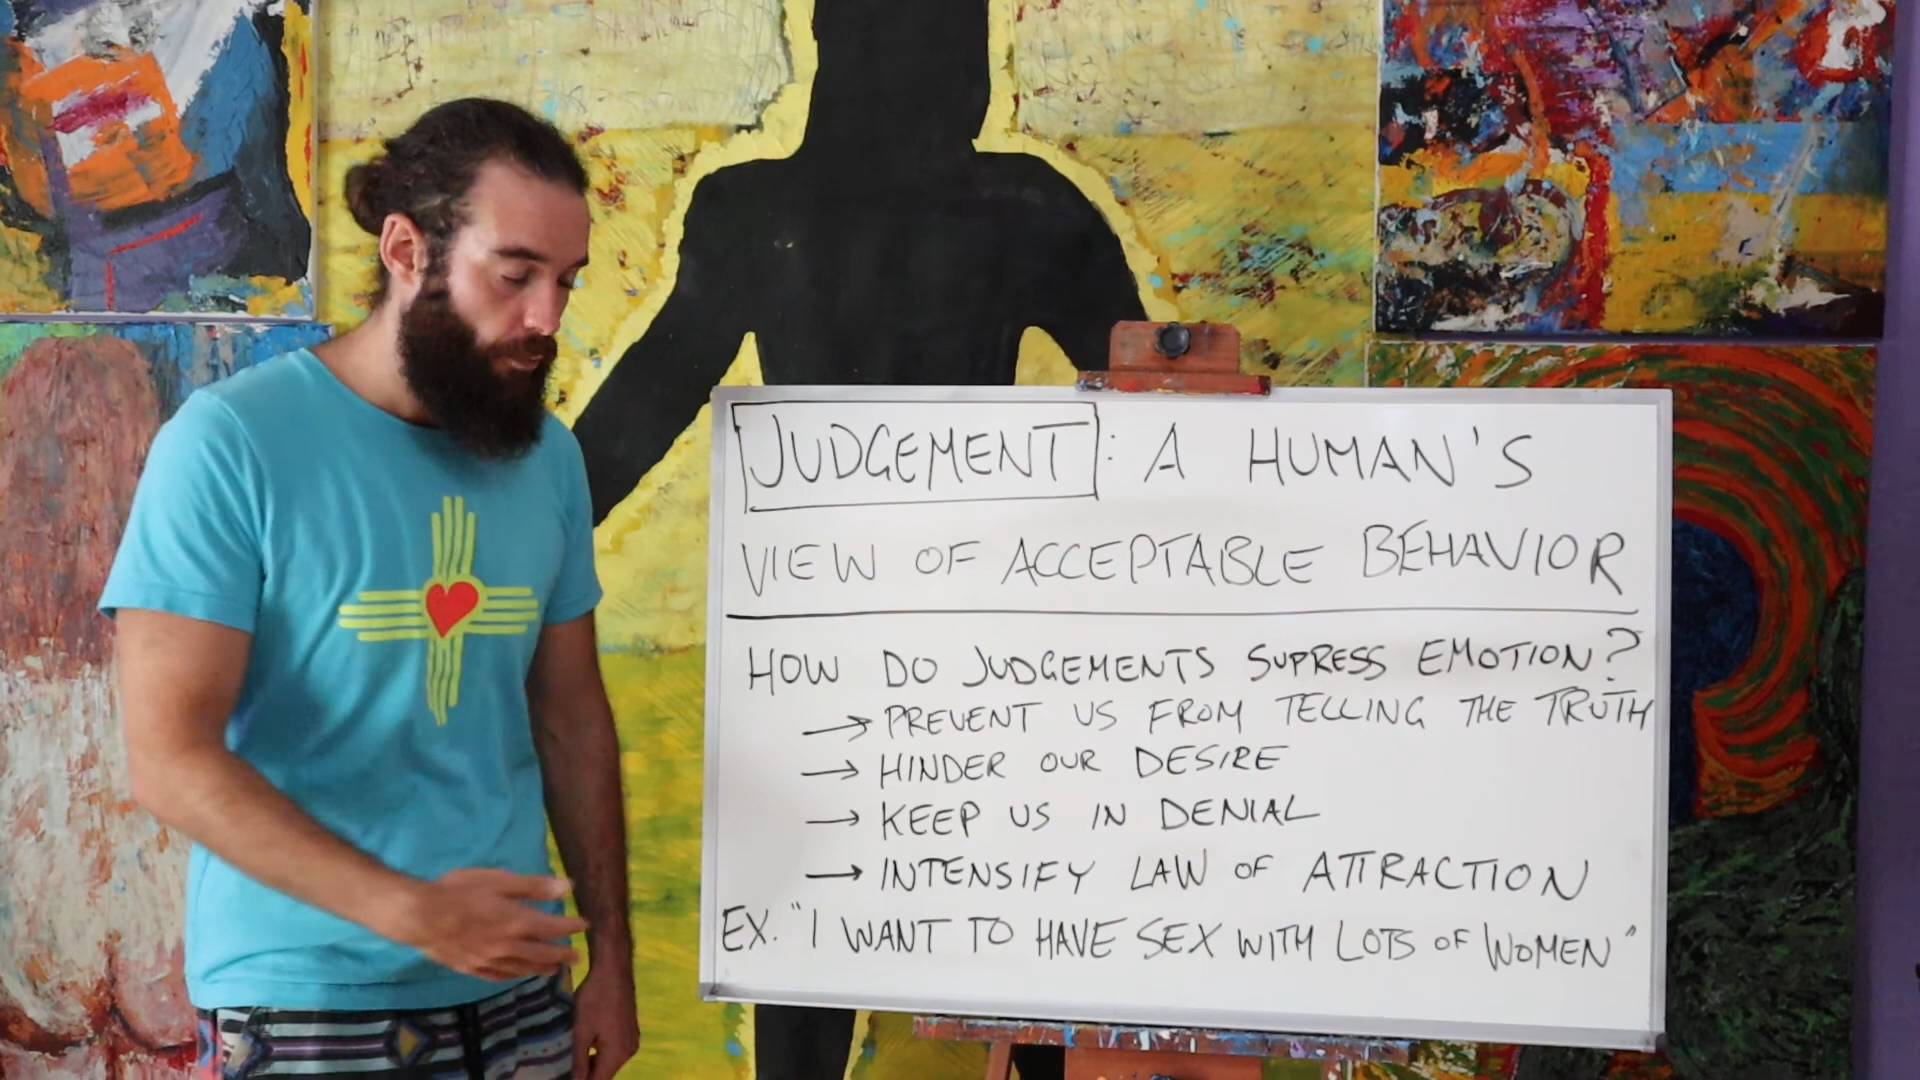 JUDGEMENT: A HUMAN'S
VIEW OF ACCEPTABLE BEHAVIOR
HOW DO JUDGEMENTS SUPRESS EMOTION?
→ PREVENT US FROM TELLING THE TRUTH
→ HINDER OUR DESIRE
→ KEEP US IN DENIAL
→ INTENSIFY LAW OF ATTRACTION
EX. "I WANT TO HAVE SEX WITH LOTS OF WOMEN"